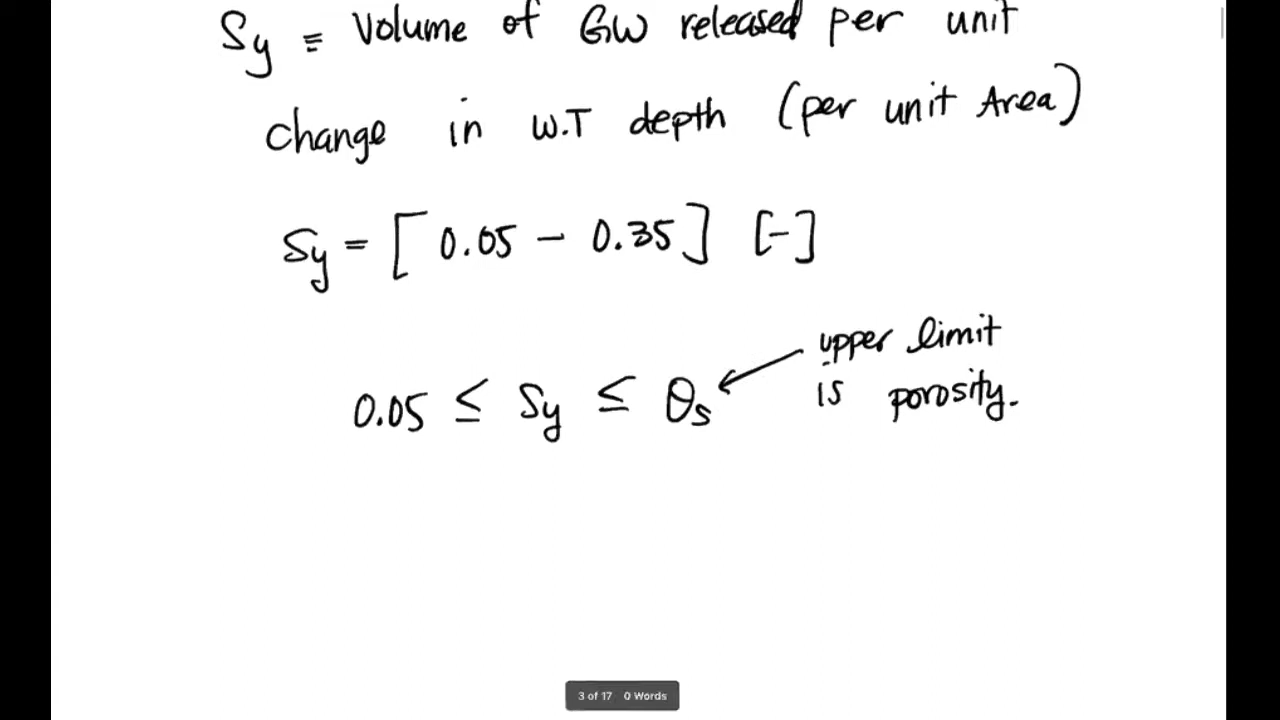 Sy ≡ Volume of GW released per unit
change in W.T depth (per unit Area)
Sy = [0.05 - 0.35] [-]
0.05 ≤ Sy ≤ θs
upper limit
is porosity.
3 of 17 0 Words